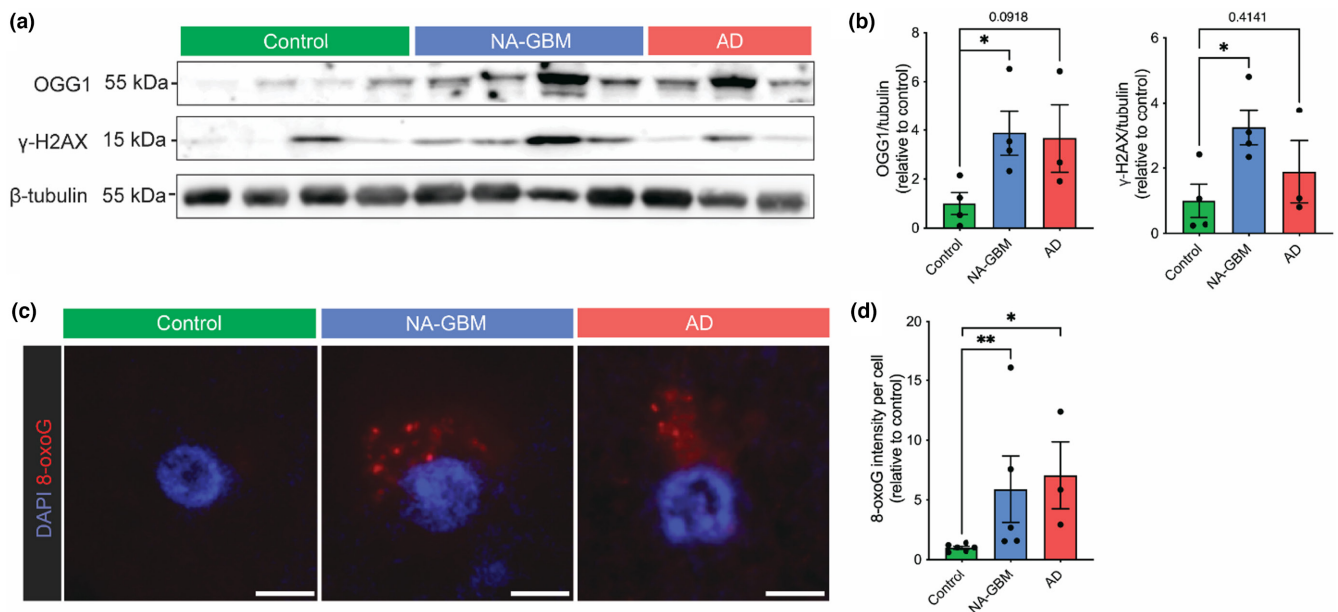 (a)
Control NA-GBM AD
OGG1 55 kDa
γ-H2AX 15 kDa
β-tubulin 55 kDa
(b)
0.0918
*
8
6
4
2
0
OGG1/tubulin
(relative to control)
Control NA-GBM AD
0.4141
*
6
4
2
0
γ-H2AX/tubulin
(relative to control)
Control NA-GBM AD
(c)
Control NA-GBM AD
DAPI 8-oxoG
(d)
*
**
20
15
10
5
0
8-oxoG intensity per cell
(relative to control)
Control NA-GBM AD